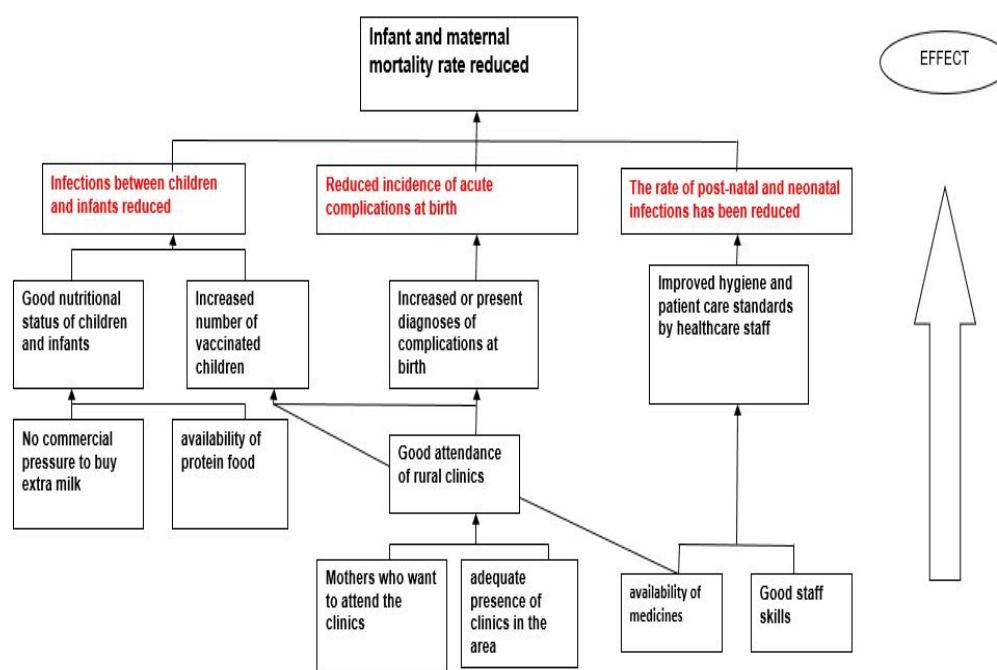 Infant and maternal
mortality rate reduced
EFFECT
Infections between children
and infants reduced
Reduced incidence of acute
complications at birth
The rate of post-natal and neonatal
infections has been reduced
Good nutritional
status of children
and infants
Increased
number of
vaccinated
children
Increased or present
diagnoses of
complications at
birth
Improved hygiene and
patient care standards
by healthcare staff
No commercial
pressure to buy
extra milk
availability of
protein food
Good attendance
of rural clinics
Mothers who want
to attend the
clinics
adequate
presence of
clinics in the
area
availability of
medicines
Good staff
skills